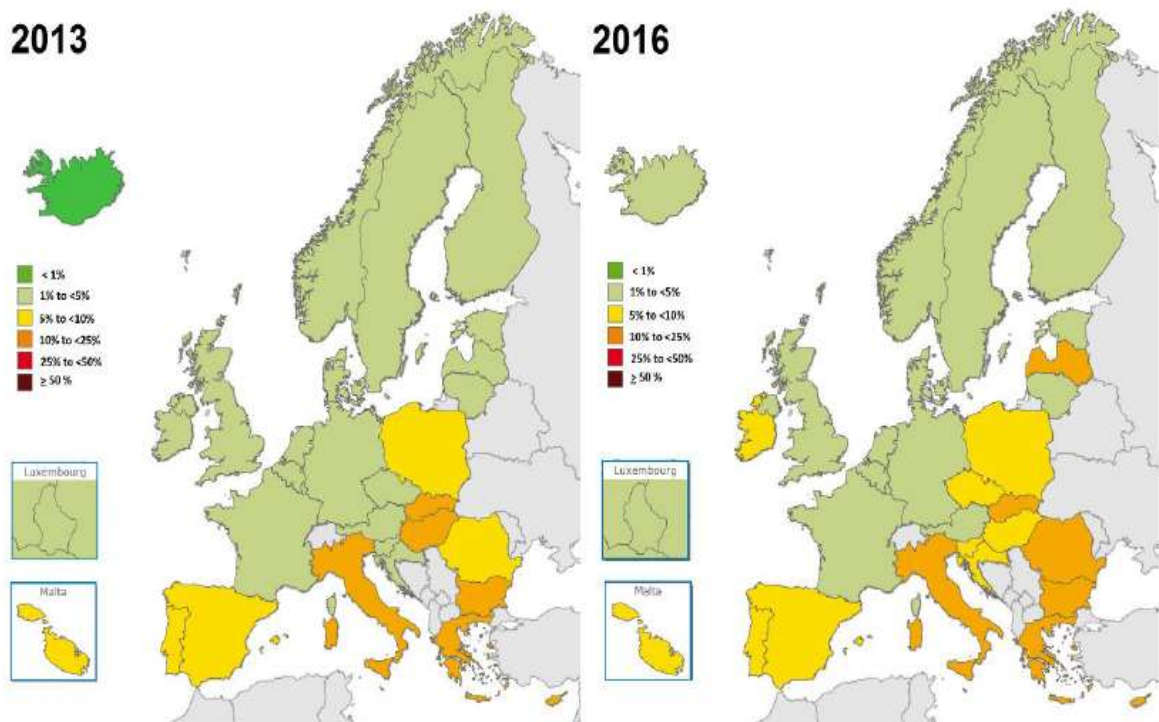 2013
< 1%
1% to <5%
5% to <10%
10% to <25%
25% to <50%
≥ 50 %
Luxembourg
Malta
2016
< 1%
1% to <5%
5% to <10%
10% to <25%
25% to <50%
≥ 50 %
Luxembourg
Malta